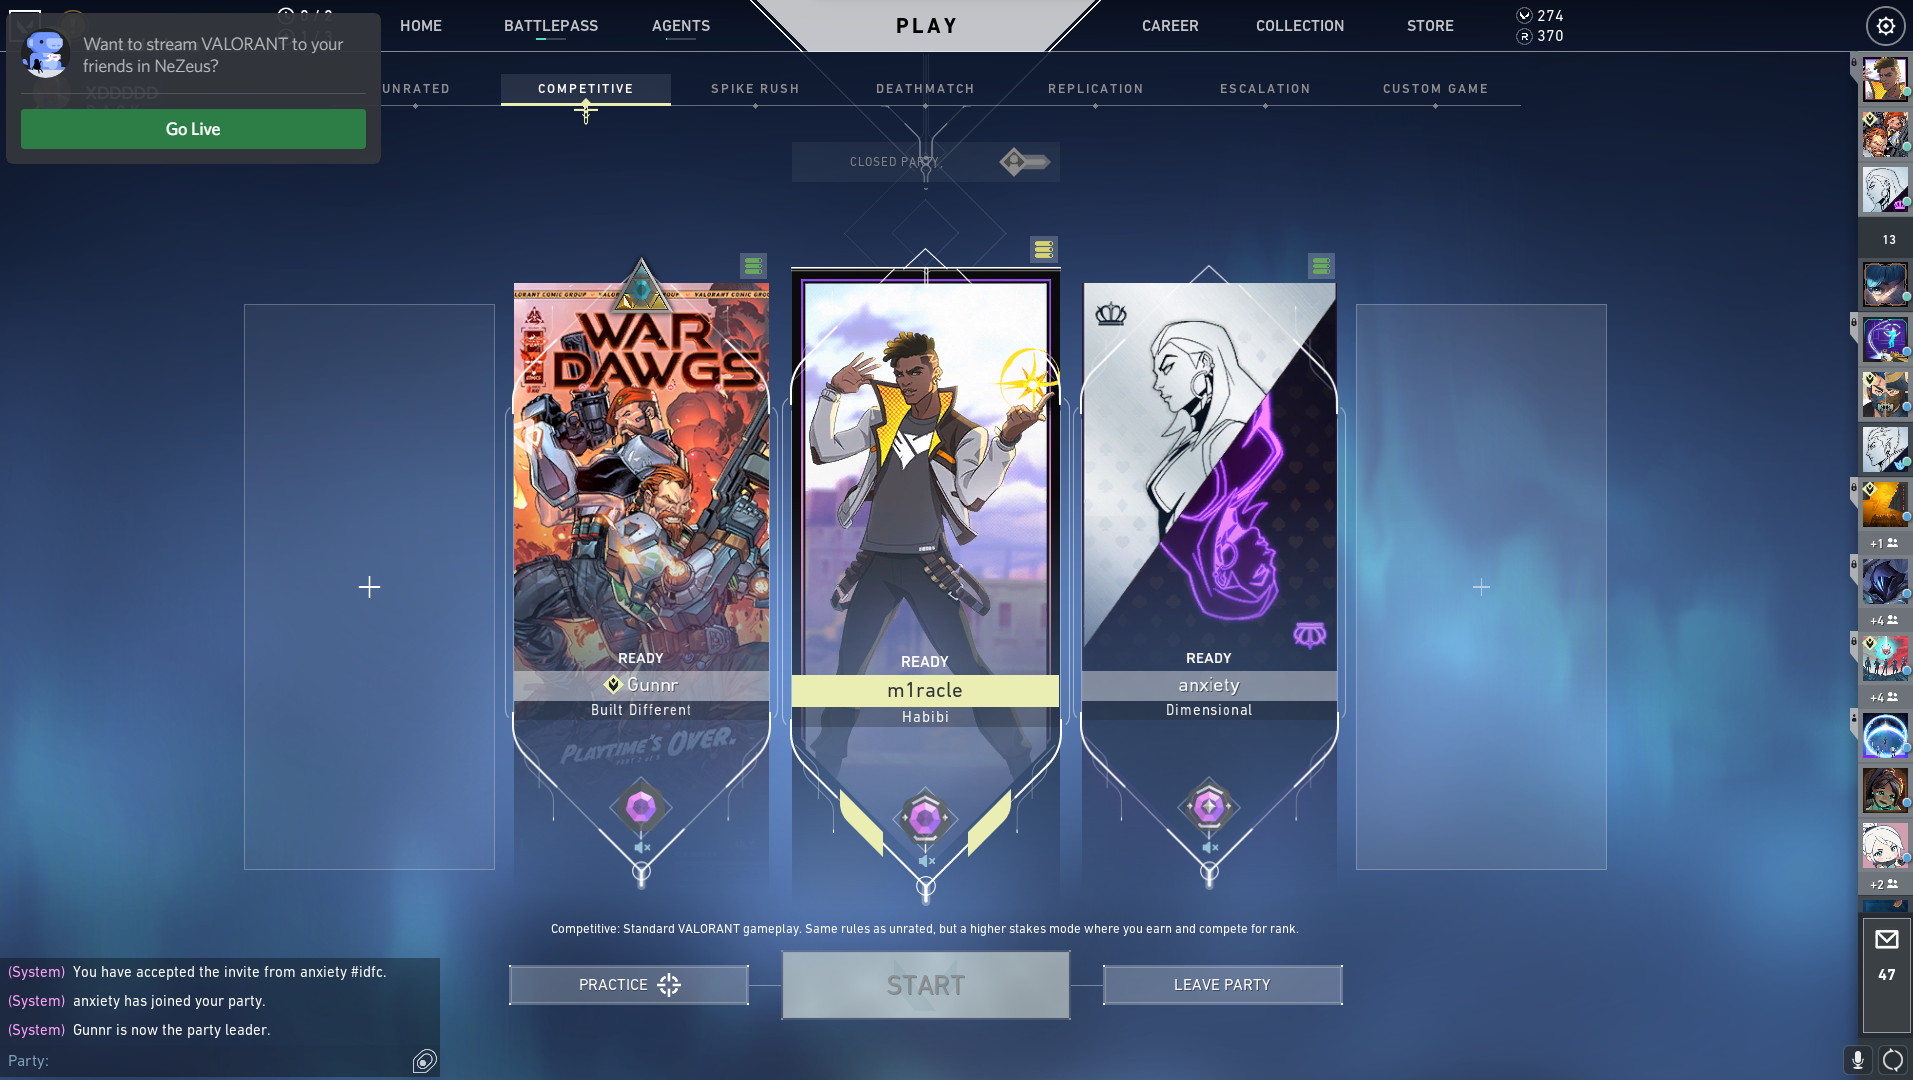 0 / 2
HOME
BATTLEPASS
AGENTS
PLAY
CAREER
COLLECTION
STORE
274
370
Want to stream VALORANT to your
friends in NeZeus?
XDDDDD
Go Live
UNRATED
COMPETITIVE
SPIKE RUSH
DEATHMATCH
REPLICATION
ESCALATION
CUSTOM GAME
CLOSED PARTY
13
VALORANT COMIC GROUP
WAR
DAWGS
READY
Gunnr
Built Different
PLAYTIME'S OVER.
READY
m1racle
Habibi
READY
anxiety
Dimensional
+1
+4
+4
+2
47
Competitive: Standard VALORANT gameplay. Same rules as unrated, but a higher stakes mode where you earn and compete for rank.
PRACTICE
START
LEAVE PARTY
(System) You have accepted the invite from anxiety #idfc.
(System) anxiety has joined your party.
(System) Gunnr is now the party leader.
Party: